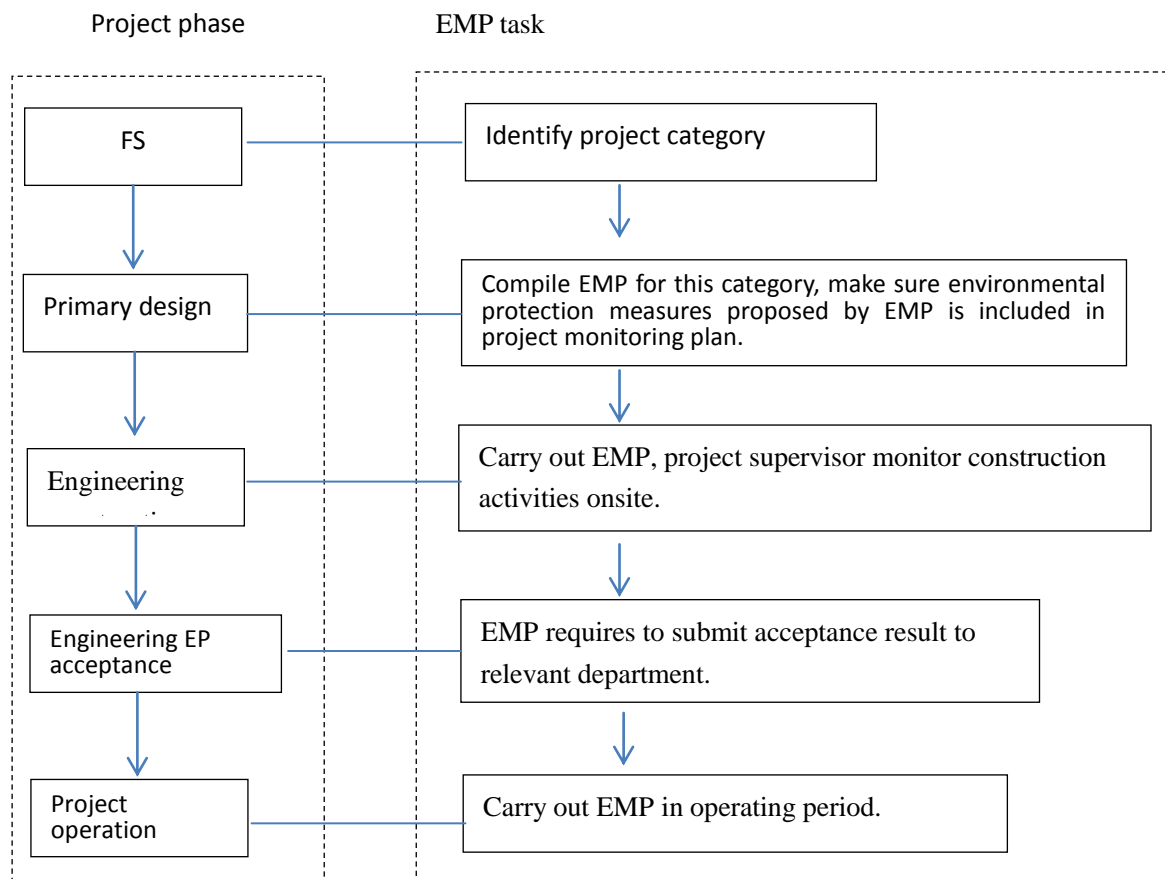 Project phase
EMP task
FS
Identify project category
Primary design
Compile EMP for this category, make sure environmental
protection measures proposed by EMP is included in
project monitoring plan.
Engineering
Carry out EMP, project supervisor monitor construction
activities onsite.
Engineering EP
acceptance
EMP requires to submit acceptance result to
relevant department.
Project
operation
Carry out EMP in operating period.